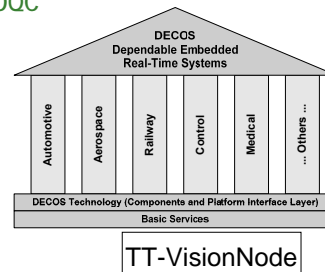 DECOS
Dependable Embedded
Real-Time Systems
Automotive
Aerospace
Railway
Control
Medical
... Others ...
DECOS Technology (Components and Platform Interface Layer)
Basic Services
TT-VisionNode